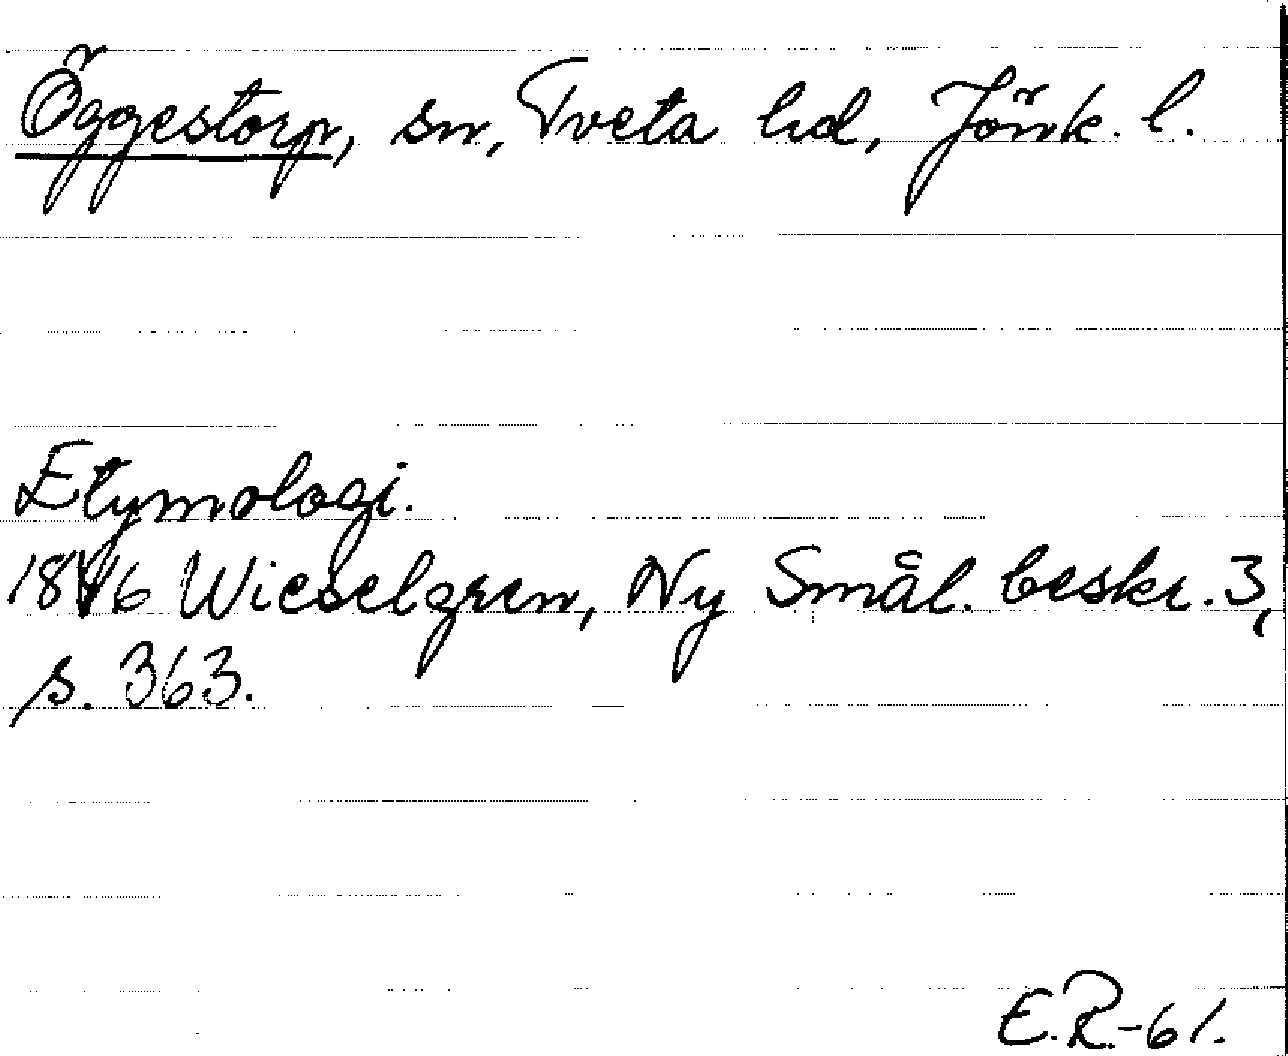 Öggestorp, sn, Tveta hd, Jönk. l.
Etymologi.
1846 Wieselgren, Ny Smål. beskr. 3,
s. 363.
E.R.-61.